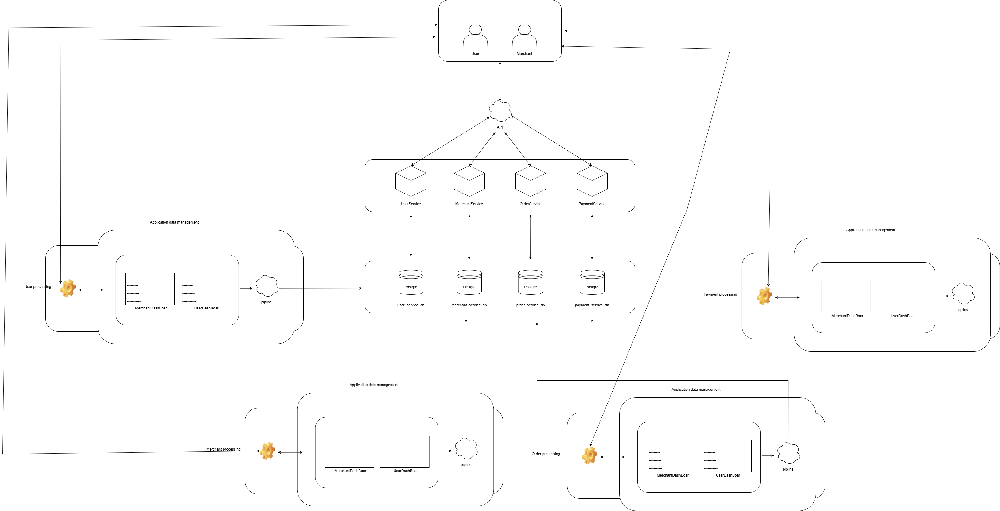 User
Merchant
API
UserService
MerchantService
OrderService
PaymentService
Application data management
User processing
--------------------
---------
----------
-----------
MerchantDashBoar
--------------------
---------
----------
-----------
UserDashBoar
pipline
Postgre
Postgre
Postgre
Postgre
user_service_db
merchant_service_db
prder_service_db
payment_service_db
Application data management
Payment processing
--------------------
---------
----------
-----------
MerchantDashBoar
--------------------
---------
----------
-----------
UserDashBoar
pipline
Application data management
Merchant processing
--------------------
---------
----------
-----------
MerchantDashBoar
--------------------
---------
----------
-----------
UserDashBoar
pipline
Application data management
Order processing
--------------------
---------
----------
-----------
MerchantDashBoar
--------------------
---------
----------
-----------
UserDashBoar
pipline